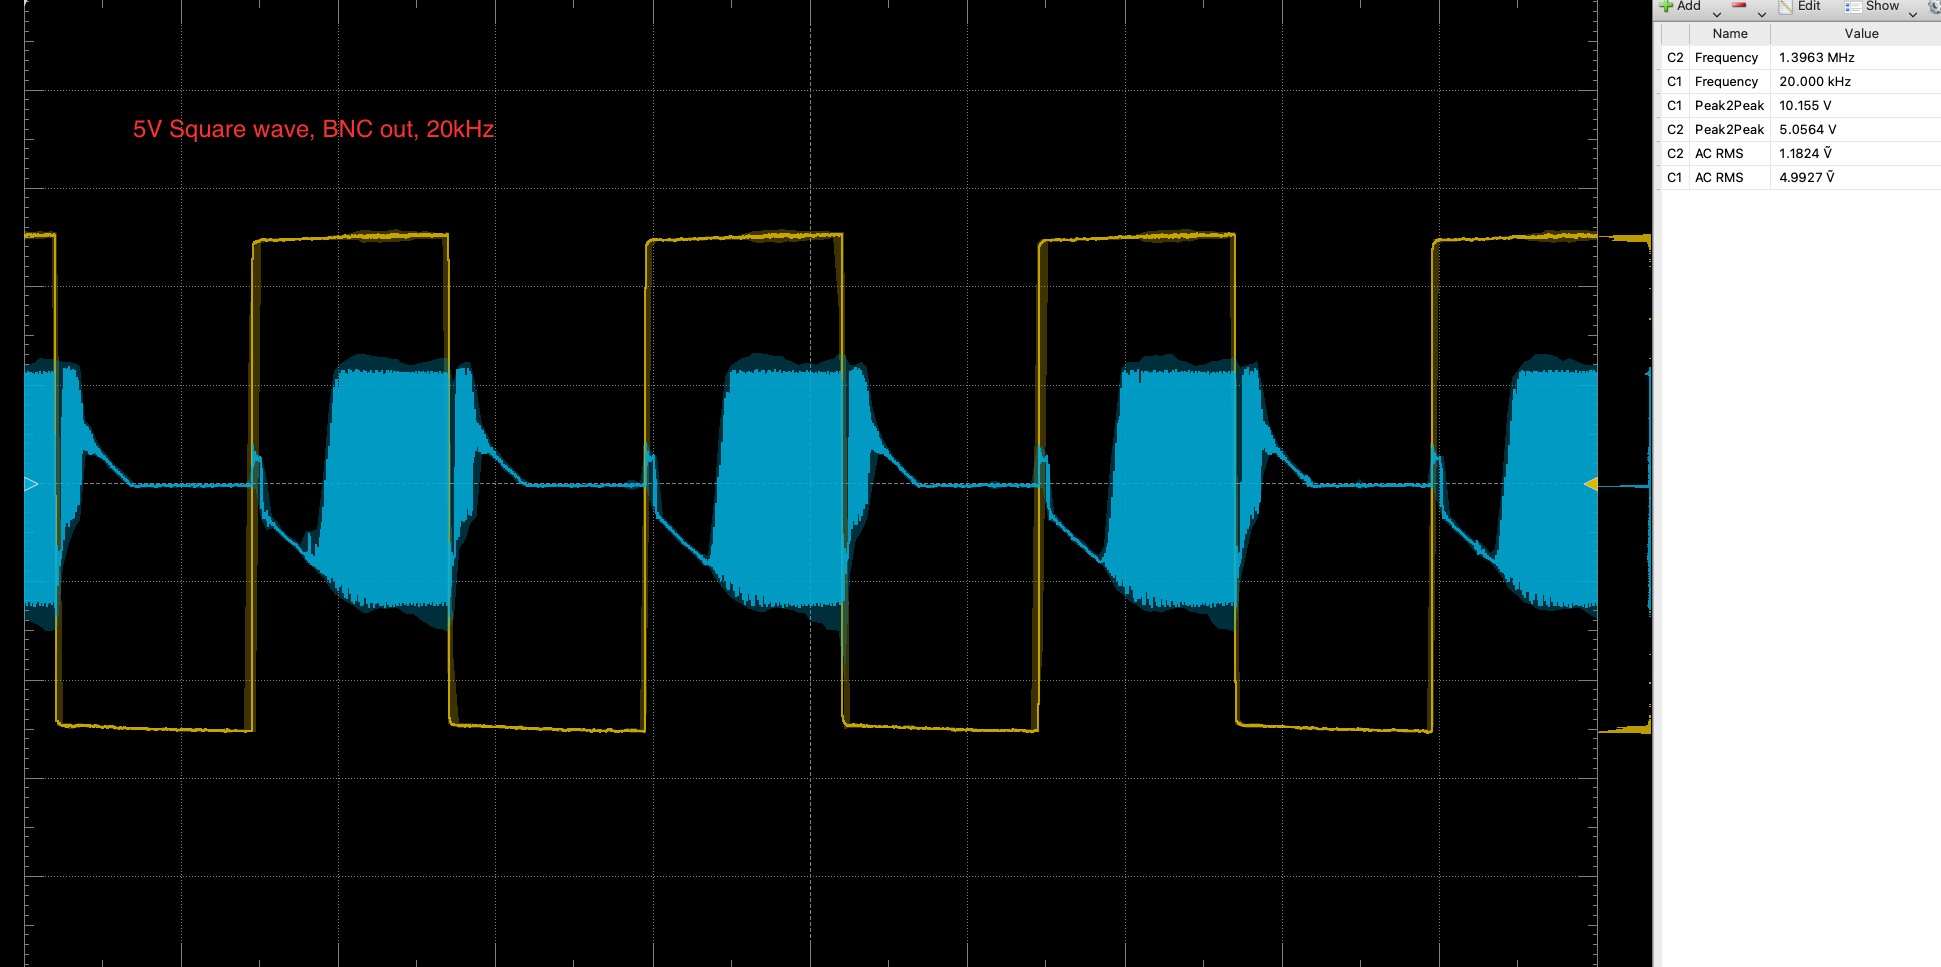 Add Edit Show
Name Value
C2 Frequency 1.3963 MHz
C1 Frequency 20.000 kHz
C1 Peak2Peak 10.155 V
C2 Peak2Peak 5.0564 V
C2 AC RMS 1.1824 Ṽ
C1 AC RMS 4.9927 Ṽ
5V Square wave, BNC out, 20kHz